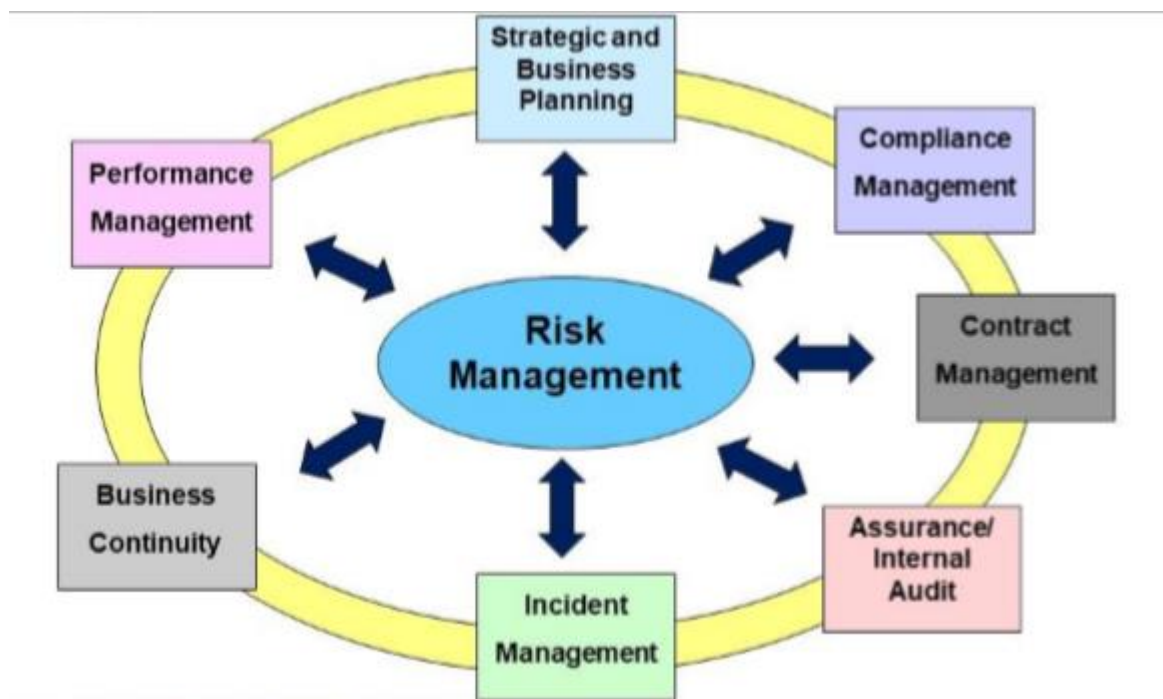 Strategic and
Business
Planning
Performance
Management
Compliance
Management
Risk
Management
Contract
Management
Business
Continuity
Assurance/
Internal
Audit
Incident
Management